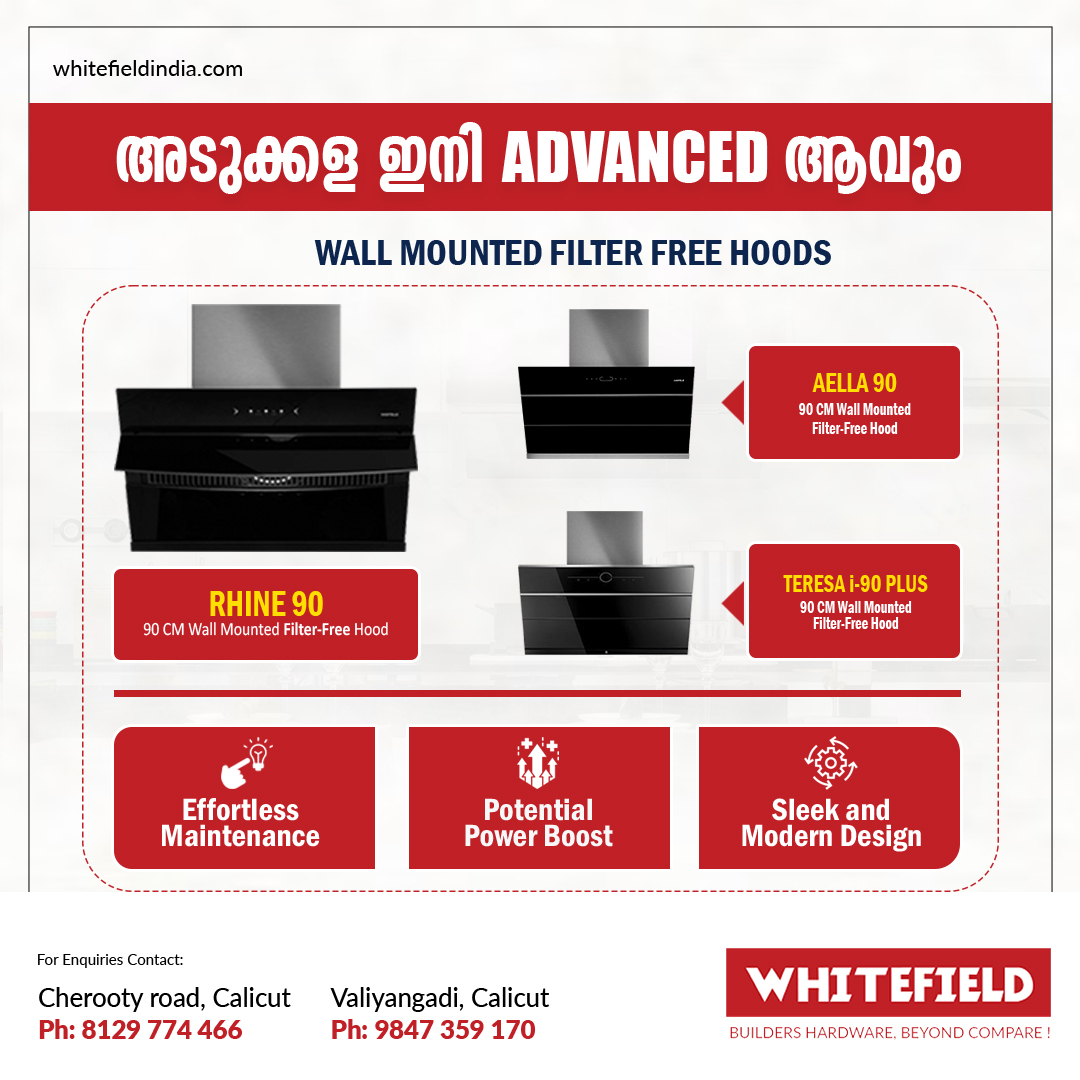 whitefieldindia.com
അടുക്കള ഇനി ADVANCED ആവും
WALL MOUNTED FILTER FREE HOODS
AELLA 90
90 CM Wall Mounted
Filter-Free Hood
TERESA i-90 PLUS
90 CM Wall Mounted
Filter-Free Hood
RHINE 90
90 CM Wall Mounted Filter-Free Hood
Effortless
Maintenance
Potential
Power Boost
Sleek and
Modern Design
For Enquiries Contact:
Cherooty road, Calicut
Ph: 8129 774 466
Valiyangadi, Calicut
Ph: 9847 359 170
WHITEFIELD
BUILDERS HARDWARE, BEYOND COMPARE !